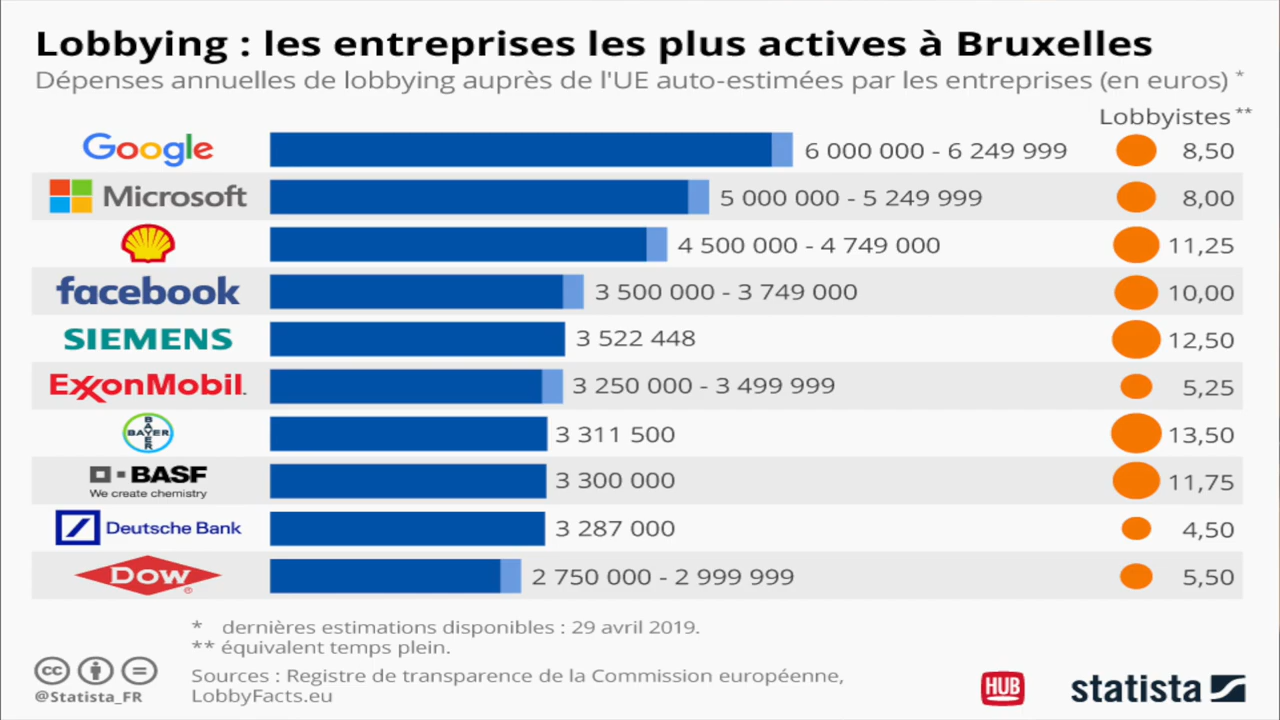 Lobbying : les entreprises les plus actives à Bruxelles
Dépenses annuelles de lobbying auprès de l'UE auto-estimées par les entreprises (en euros) *
Lobbyistes **
Google 6 000 000 - 6 249 999 8,50
Microsoft 5 000 000 - 5 249 999 8,00
4 500 000 - 4 749 000 11,25
facebook 3 500 000 - 3 749 000 10,00
SIEMENS 3 522 448 12,50
ExxonMobil. 3 250 000 - 3 499 999 5,25
BAYER BAYER 3 311 500 13,50
BASF 3 300 000 11,75
We create chemistry
Deutsche Bank 3 287 000 4,50
Dow ® 2 750 000 - 2 999 999 5,50
* dernières estimations disponibles : 29 avril 2019.
** équivalent temps plein.
cc
@Statista_FR
Sources : Registre de transparence de la Commission européenne,
LobbyFacts.eu
HUB
statista